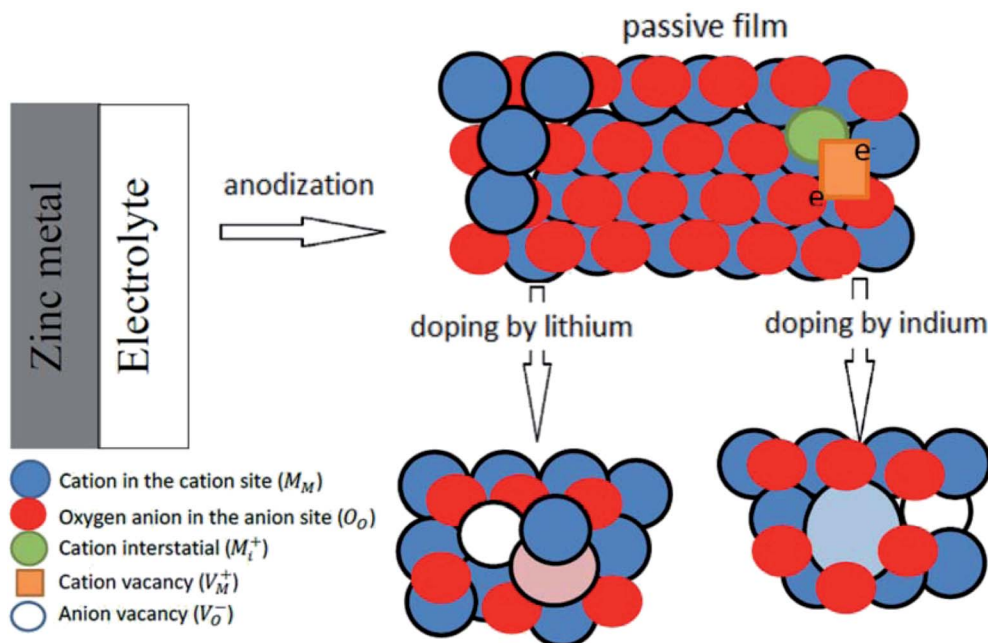 passive film
Zinc metal
Electrolyte
anodization
e⁻
e
doping by lithium
doping by indium
Cation in the cation site (M_M)
Oxygen anion in the anion site (O_O)
Cation interstatial (M_i^+)
Cation vacancy (V_M^+)
Anion vacancy (V_O^−)